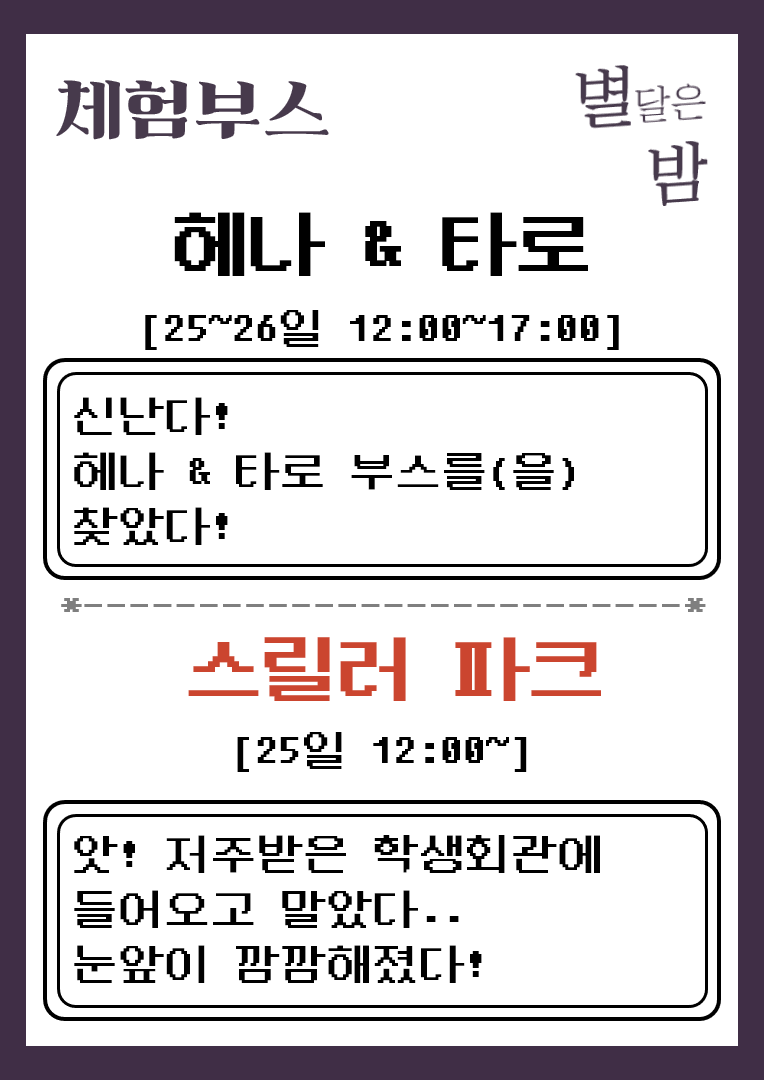 체험부스
별달은
밤
헤나 & 타로
[25~26일 12:00~17:00]
신난다!
헤나 & 타로 부스를(을)
찾았다!
*---------------------------*
스릴러 파크
[25일 12:00~]
앗! 저주받은 학생회관에
들어오고 말았다..
눈앞이 깜깜해졌다!